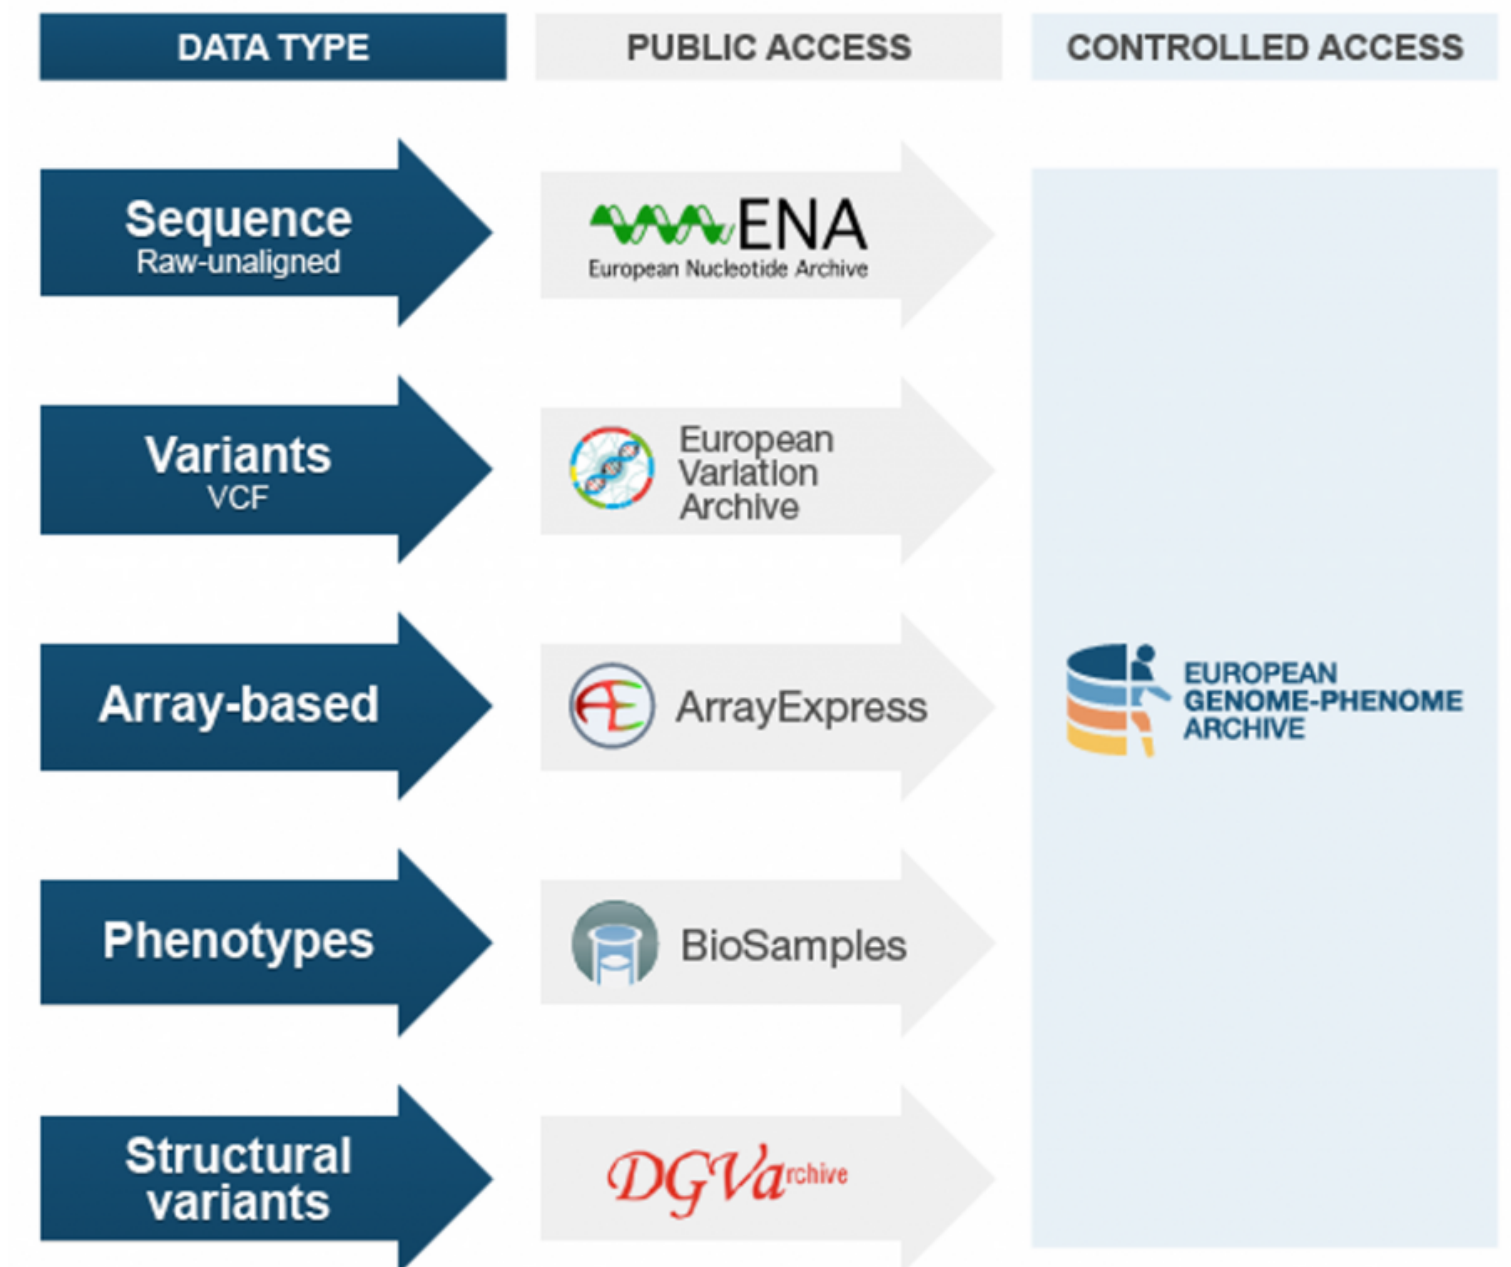 DATA TYPE
PUBLIC ACCESS
CONTROLLED ACCESS
Sequence
Raw-unaligned
ENA
European Nucleotide Archive
Variants
VCF
European
Variation
Archive
Array-based
ArrayExpress
EUROPEAN
GENOME-PHENOME
ARCHIVE
Phenotypes
BioSamples
Structural
variants
DGVarchive